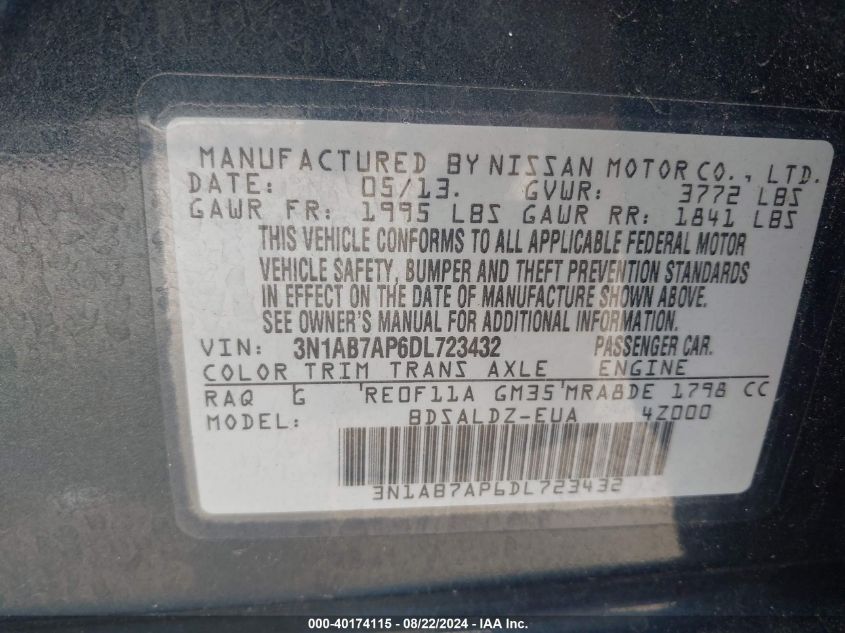 MANUFACTURED BY NISSAN MOTOR CO., LTD.
DATE: 05/13. GVWR: 3772 LBS
GAWR FR: 1995 LBS GAWR RR: 1841 LBS
THIS VEHICLE CONFORMS TO ALL APPLICABLE FEDERAL MOTOR
VEHICLE SAFETY, BUMPER AND THEFT PREVENTION STANDARDS
IN EFFECT ON THE DATE OF MANUFACTURE SHOWN ABOVE.
SEE OWNER'S MANUAL FOR ADDITIONAL INFORMATION.
VIN: 3N1AB7AP6DL723432 PASSENGER CAR.
COLOR TRIM TRANS AXLE ENGINE
RAQ G RE0F11A GM35 MRA8DE 1798 CC
MODEL: BDSALDZ-EUA 4Z000
3N1AB7AP6DL723432
000-40174115 - 08/22/2024 - IAA Inc.